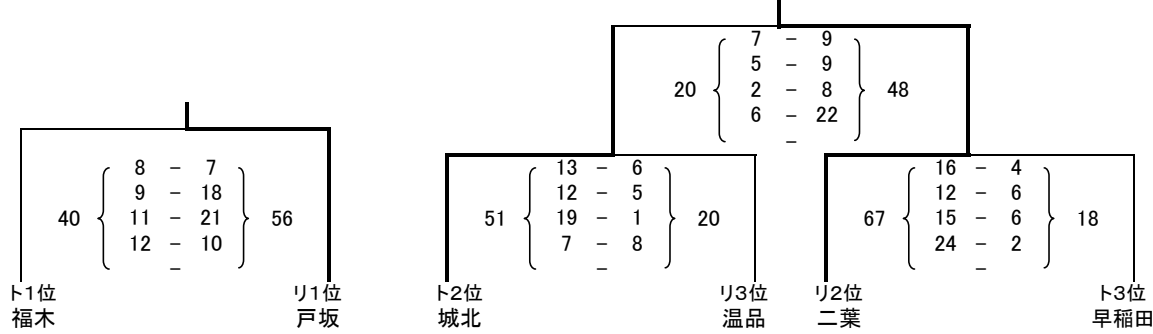 7 – 9
5 – 9
20 2 – 8 48
6 – 22
–
8 – 7
9 – 18
40 11 – 21 56
12 – 10
–
13 – 6
12 – 5
51 19 – 1 20
7 – 8
–
16 – 4
12 – 6
67 15 – 6 18
24 – 2
–
ト1位 リ1位 ト2位 リ3位 リ2位 ト3位
福木 戸坂 城北 温品 二葉 早稲田